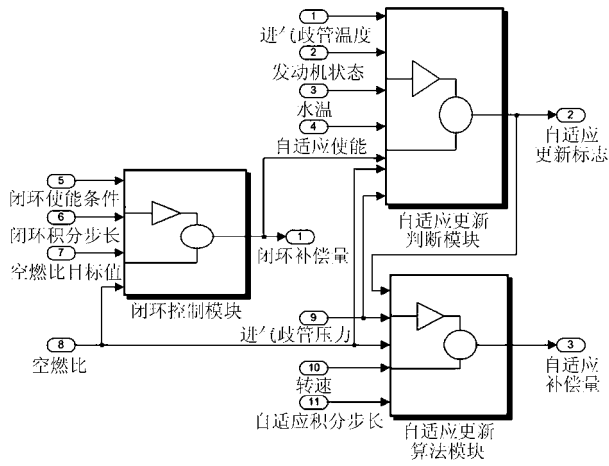 1
进气歧管温度
2
发动机状态
3
水温
4
自适应使能
2
自适应
更新标志
自适应更新
判断模块
5
闭环使能条件
6
闭环积分步长
7
空燃比目标值
闭环控制模块
1
闭环补偿量
8
空燃比
9
进气歧管压力
10
转速
11
自适应积分步长
3
自适应
补偿量
自适应更新
算法模块